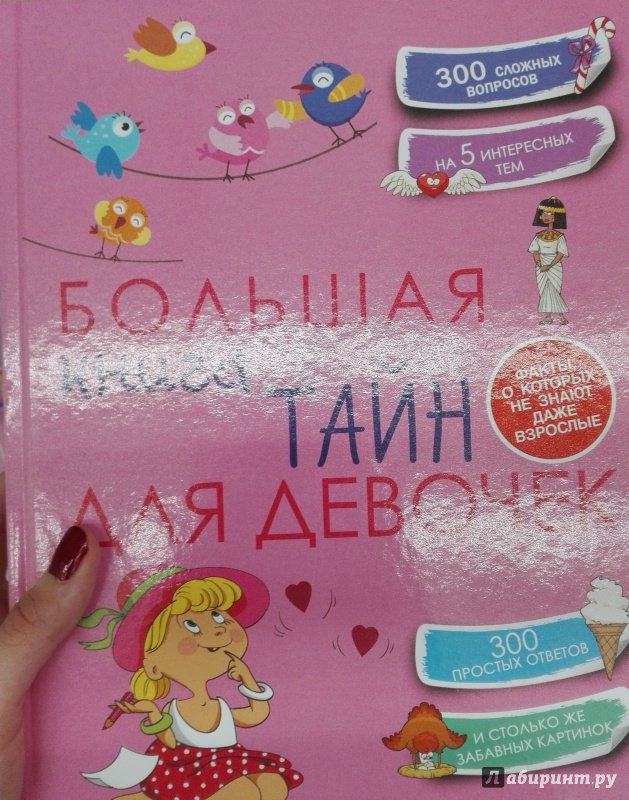 300 СЛОЖНЫХ
ВОПРОСОВ
НА 5 ИНТЕРЕСНЫХ
ТЕМ
БОЛЬШАЯ
книга
ТАЙН
ДЛЯ ДЕВОЧЕК
ФАКТЫ,
О КОТОРЫХ
НЕ ЗНАЮТ
ДАЖЕ
ВЗРОСЛЫЕ
300
ПРОСТЫХ ОТВЕТОВ
И СТОЛЬКО ЖЕ
ЗАБАВНЫХ КАРТИНОК
Лабиринт.ру